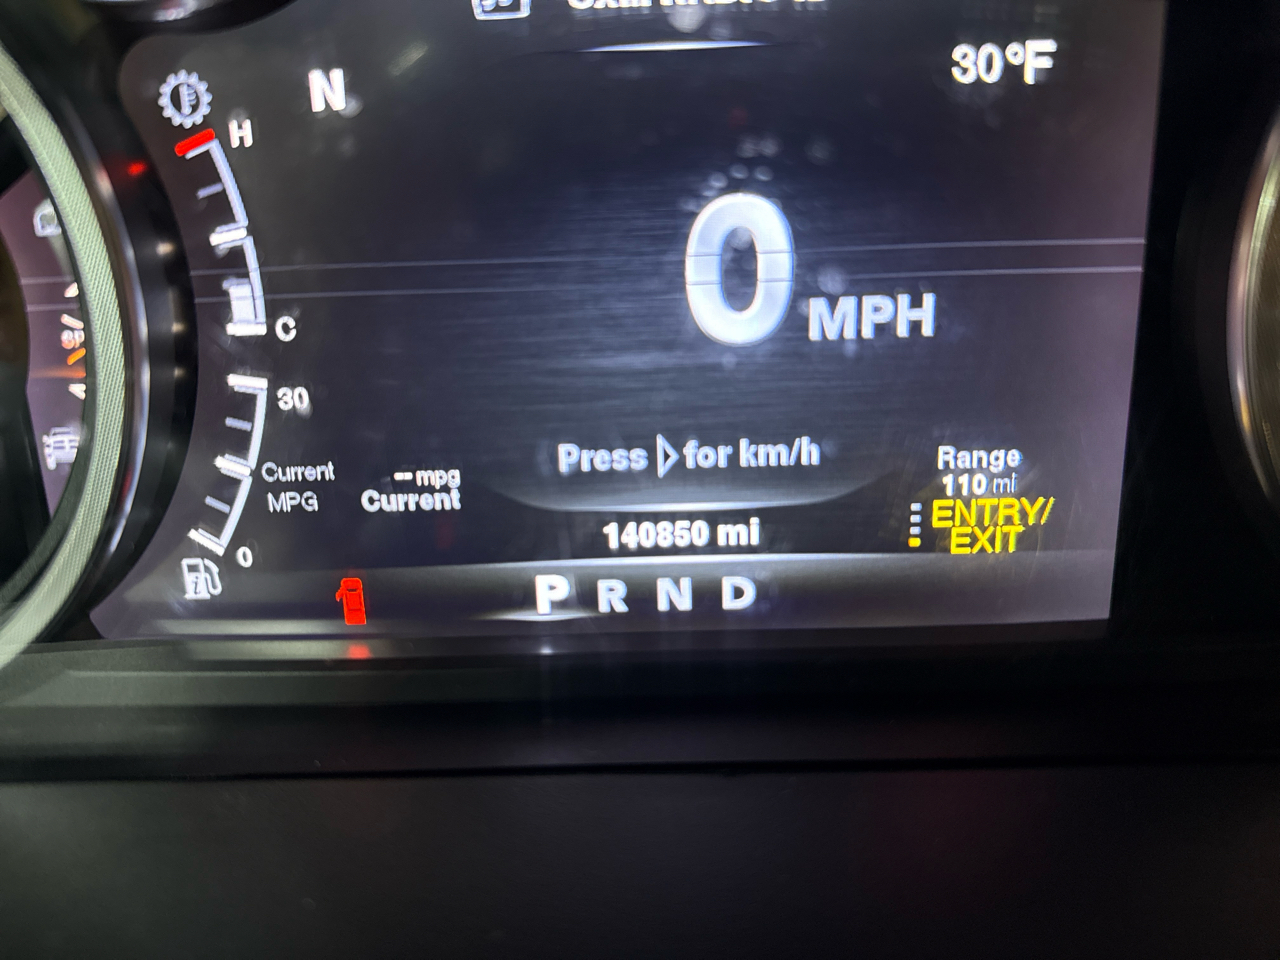 N
30°F
H
0 MPH
C
30
Press ▷ for km/h
Range
110 mi
Current
MPG
-- mpg
Current
ENTRY/
EXIT
140850 mi
0
P R N D